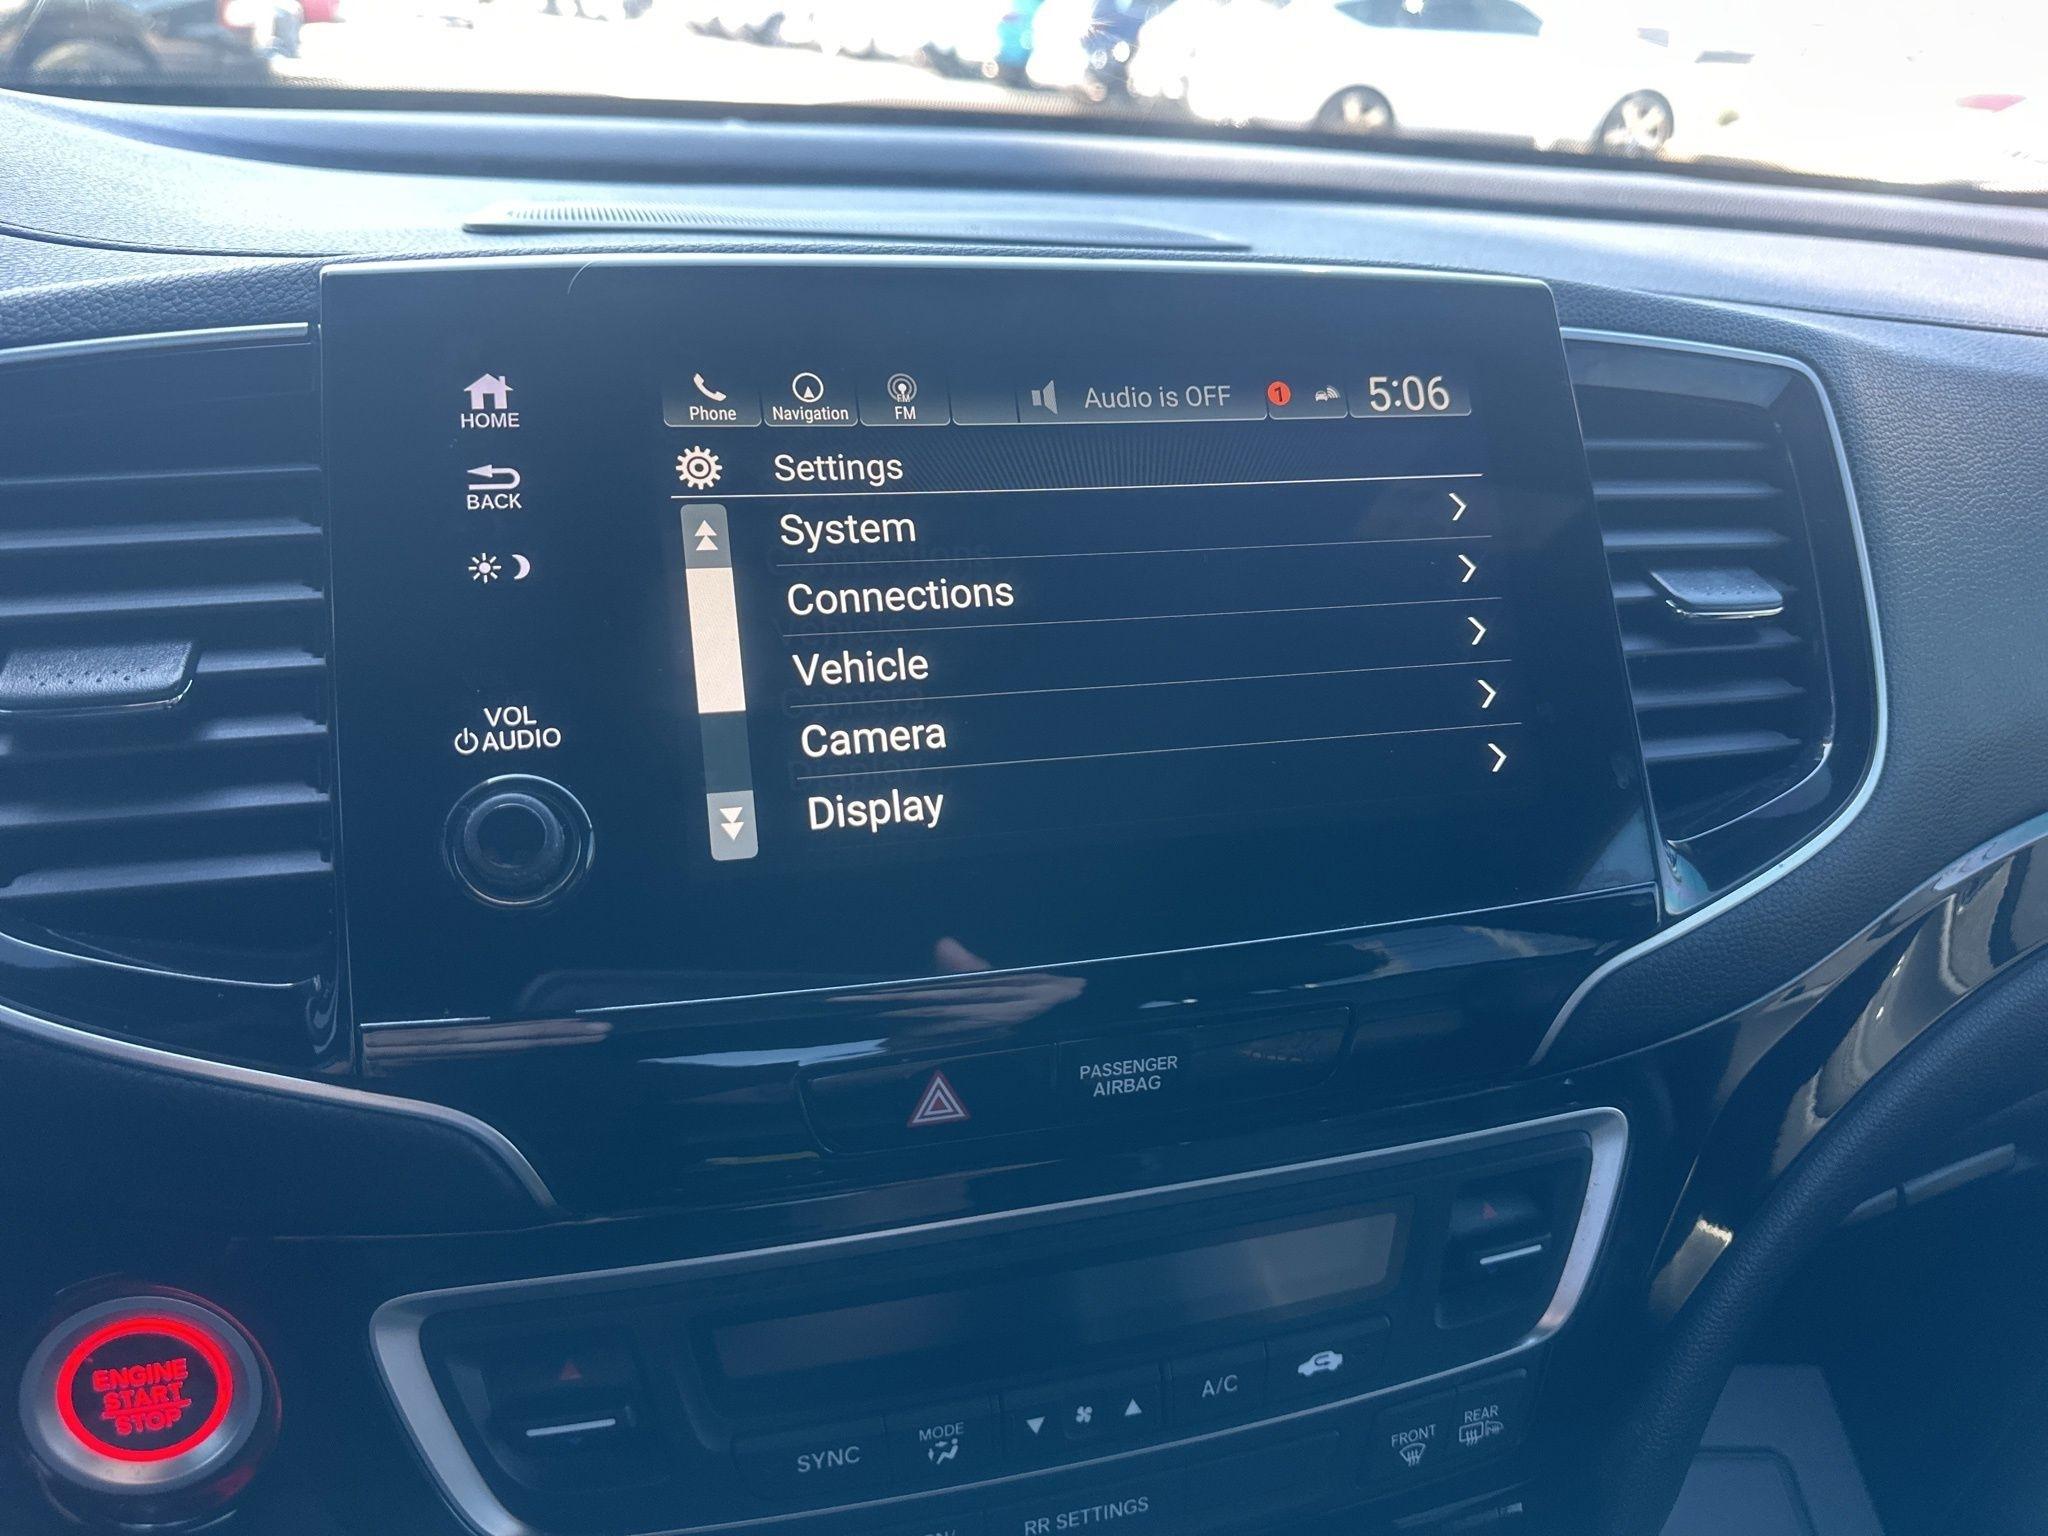 HOME
BACK
VOL
AUDIO
Phone
Navigation
FM
FM
Audio is OFF
1
5:06
Settings
System
Connections
Vehicle
Camera
Display
PASSENGER
AIRBAG
ENGINE
START
STOP
SYNC
MODE
A/C
FRONT
REAR
RR SETTINGS